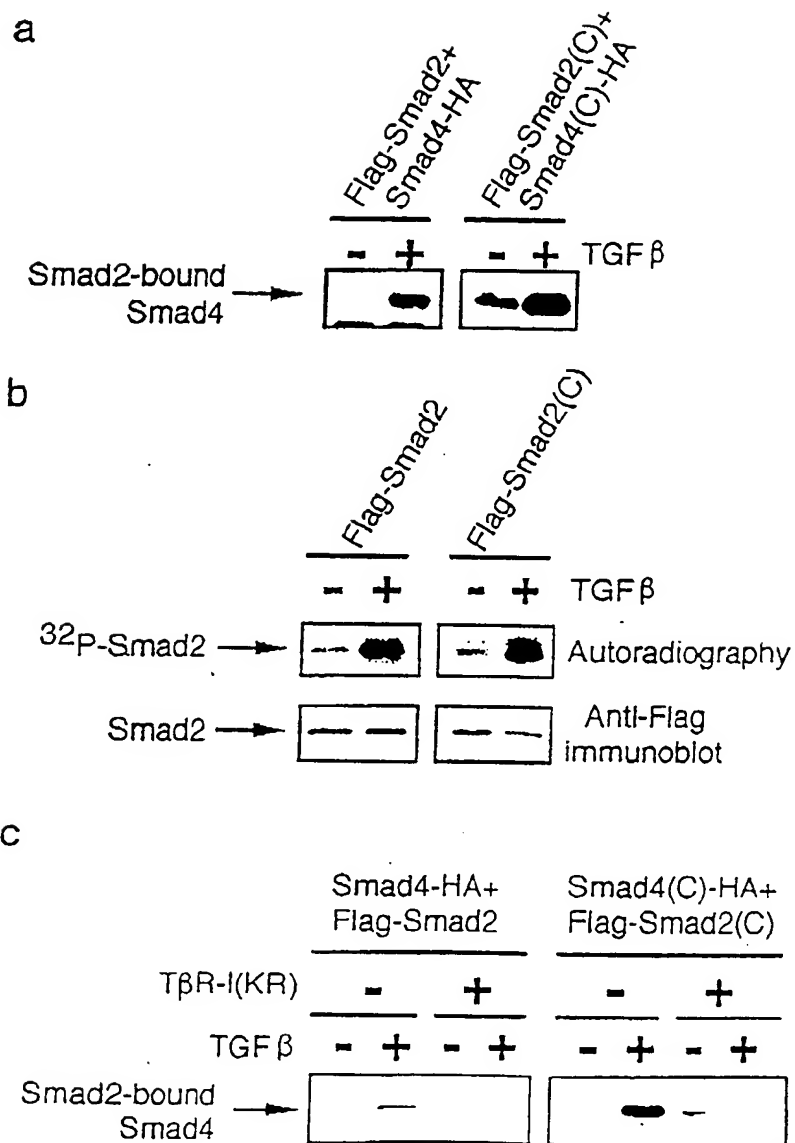 a
Flag-Smad2+
Smad4-HA
Flag-Smad2(C)+
Smad4(C)-HA
- + - + TGFβ
Smad2-bound
Smad4
b
Flag-Smad2
Flag-Smad2(C)
- + - + TGFβ
32P-Smad2
Autoradiography
Smad2
Anti-Flag
immunoblot
c
Smad4-HA+
Flag-Smad2
Smad4(C)-HA+
Flag-Smad2(C)
TβR-I(KR) - + - +
TGFβ - + - + - + - +
Smad2-bound
Smad4